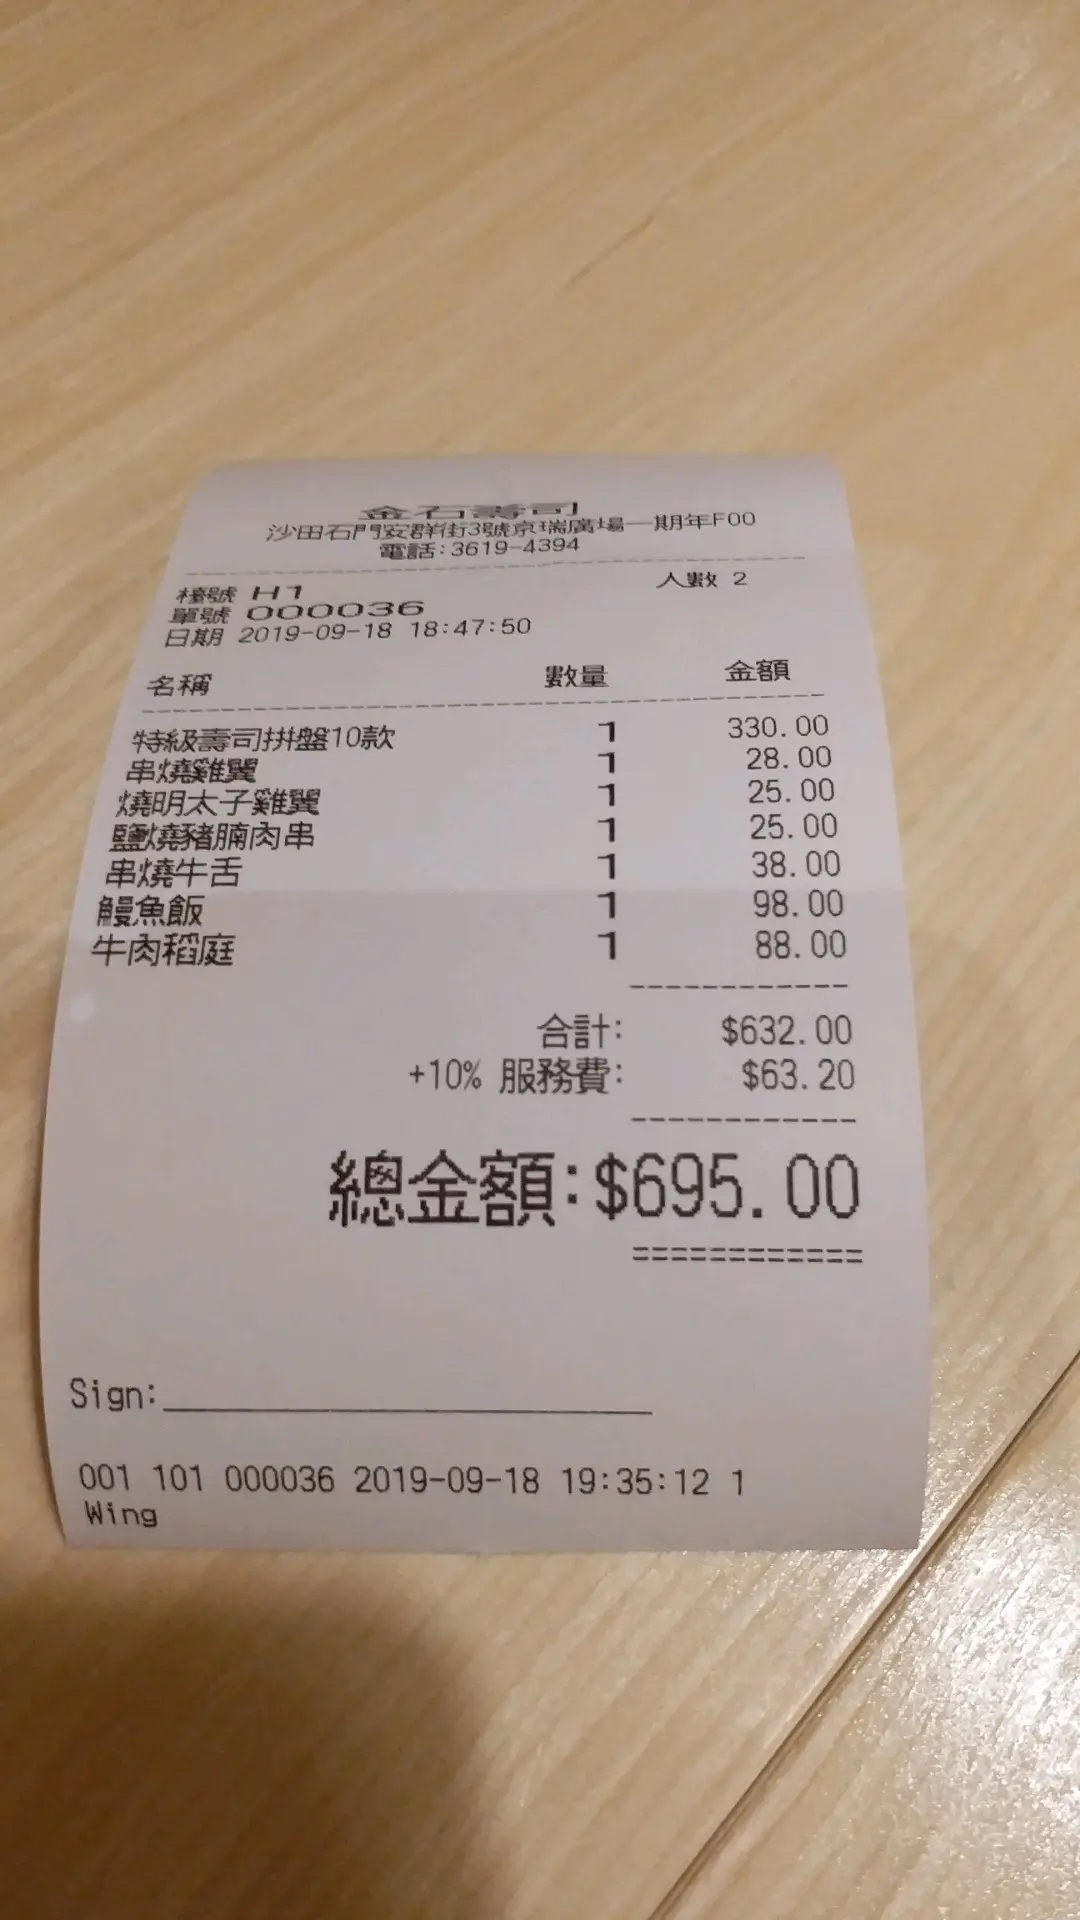 金石壽司
沙田石門安群街3號京瑞廣場一期年F00
電話:3619-4394
檯號 H1 人數 2
單號 000036
日期 2019-09-18 18:47:50
名稱 數量 金額
特級壽司拼盤10款 1 330.00
串燒雞翼 1 28.00
燒明太子雞翼 1 25.00
鹽燒豬腩肉串 1 25.00
串燒牛舌 1 38.00
鰻魚飯 1 98.00
牛肉稻庭 1 88.00
合計: $632.00
+10% 服務費: $63.20
總金額:$695.00
Sign:
001 101 000036 2019-09-18 19:35:12 1
Wing